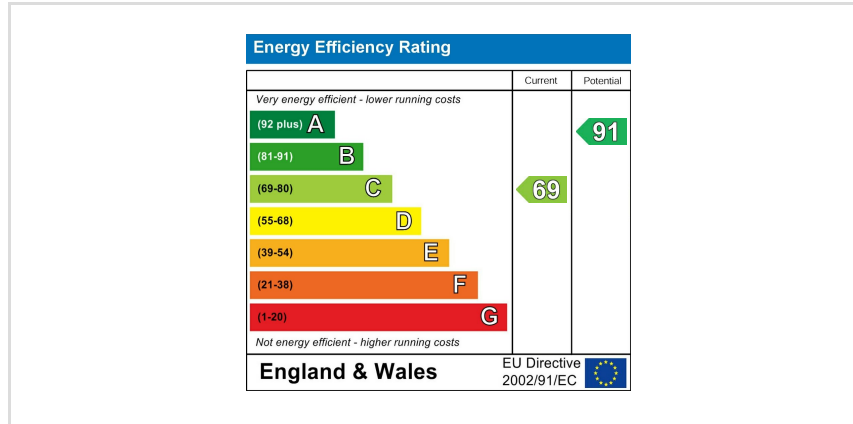 Energy Efficiency Rating
Current Potential
Very energy efficient - lower running costs
(92 plus) A
91
(81-91) B
(69-80) C
69
(55-68) D
(39-54) E
(21-38) F
(1-20) G
Not energy efficient - higher running costs
England & Wales
EU Directive
2002/91/EC